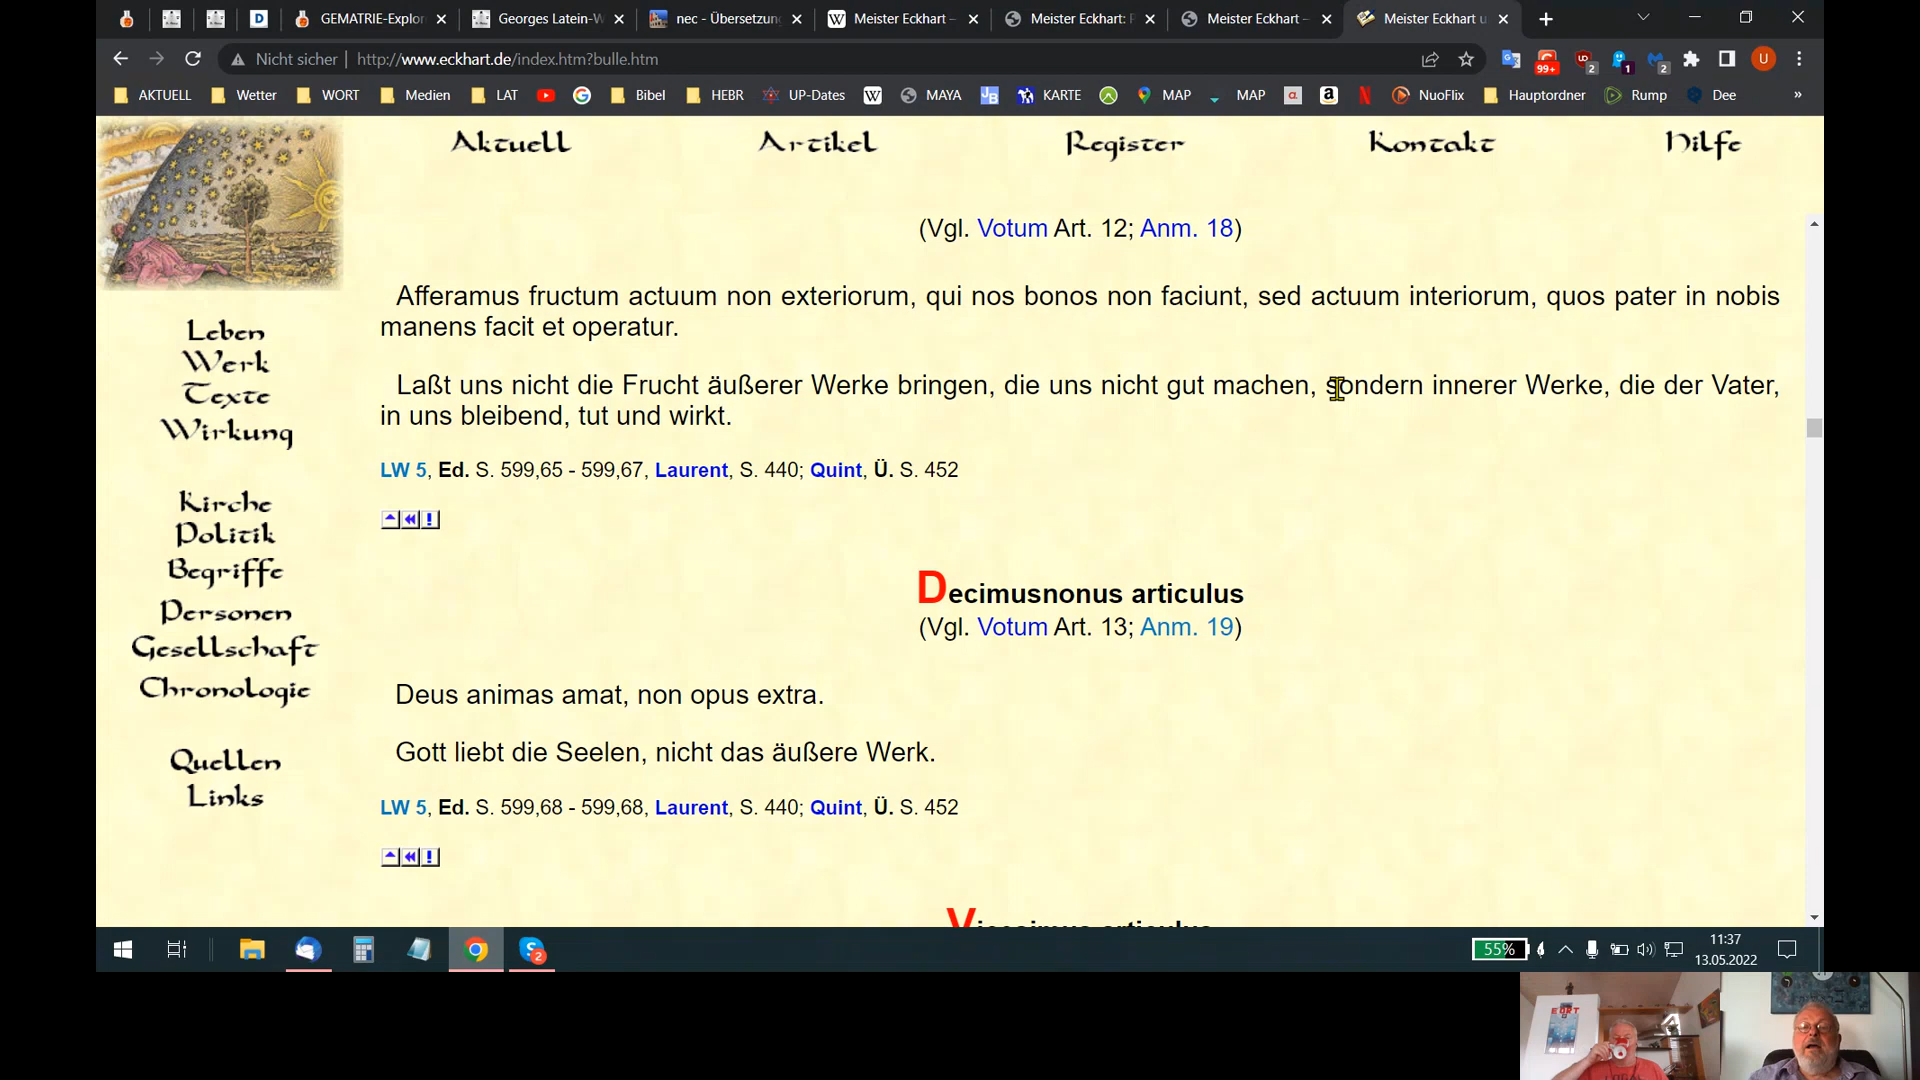 GEMATRIE-Explor
Georges Latein-W
nec - Übersetzung
Meister Eckhart –
Meister Eckhart: P
Meister Eckhart –
Meister Eckhart u
Nicht sicher | http://www.eckhart.de/index.htm?bulle.htm
99+ 2 1 2 U
AKTUELL Wetter WORT Medien LAT Bibel HEBR UP-Dates MAYA KARTE MAP MAP NuoFlix Hauptordner Rump Dee »
Aktuell Artikel Register Kontakt Hilfe
Leben
Werk
Texte
Wirkung
Kirche
Politik
Begriffe
Personen
Gesellschaft
Chronologie
Quellen
Links
(Vgl. Votum Art. 12; Anm. 18)
Afferamus fructum actuum non exteriorum, qui nos bonos non faciunt, sed actuum interiorum, quos pater in nobis
manens facit et operatur.
Laßt uns nicht die Frucht äußerer Werke bringen, die uns nicht gut machen, sondern innerer Werke, die der Vater,
in uns bleibend, tut und wirkt.
LW 5, Ed. S. 599,65 - 599,67, Laurent, S. 440; Quint, Ü. S. 452
Decimusnonus articulus
(Vgl. Votum Art. 13; Anm. 19)
Deus animas amat, non opus extra.
Gott liebt die Seelen, nicht das äußere Werk.
LW 5, Ed. S. 599,68 - 599,68, Laurent, S. 440; Quint, Ü. S. 452
Vicesimus articulus
55%
11:37
13.05.2022